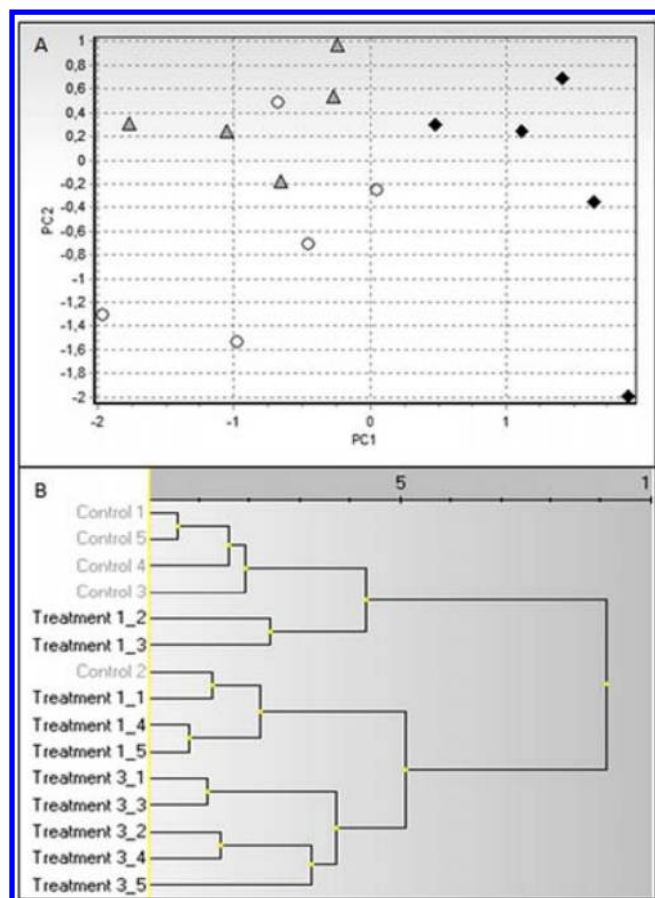 A
1
0,8
0,6
0,4
0,2
0
-0,2
-0,4
-0,6
-0,8
-1
-1,2
-1,4
-1,6
-1,8
-2
PC2
-2
-1
0
1
PC1
B
5
1
Control 1
Control 5
Control 4
Control 3
Treatment 1_2
Treatment 1_3
Control 2
Treatment 1_1
Treatment 1_4
Treatment 1_5
Treatment 3_1
Treatment 3_3
Treatment 3_2
Treatment 3_4
Treatment 3_5